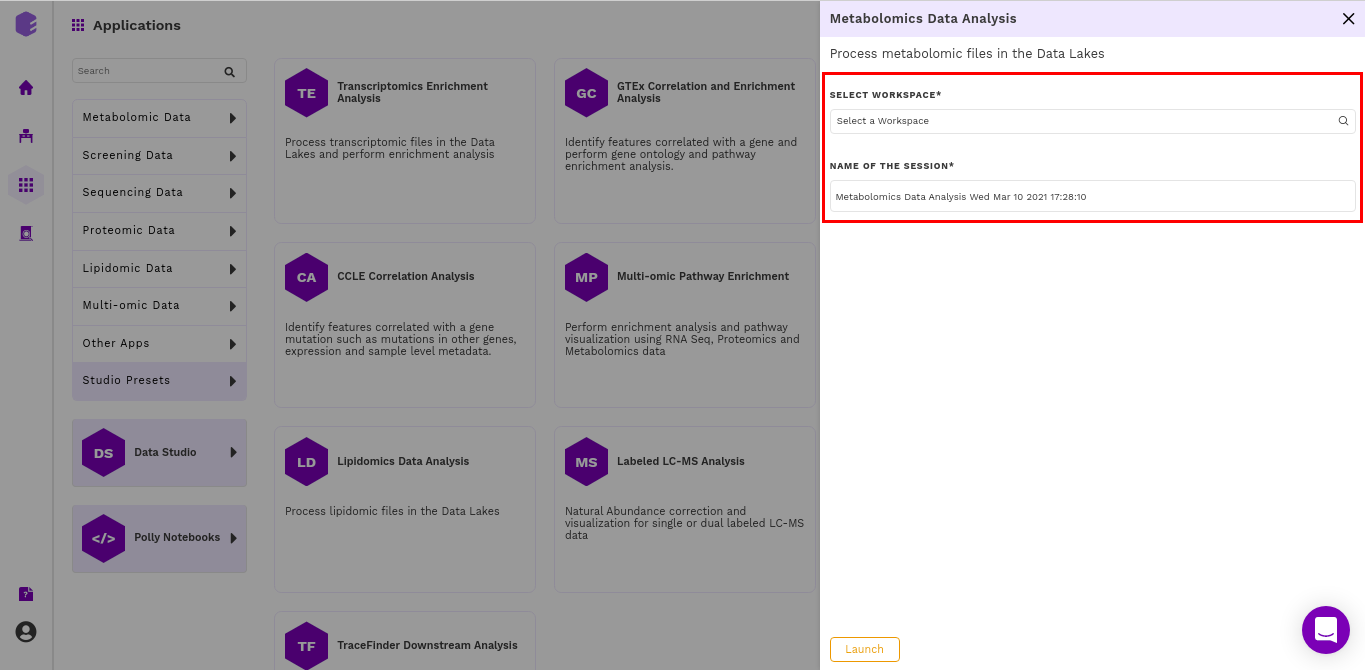 Applications
Search
Metabolomic Data
Screening Data
Sequencing Data
Proteomic Data
Lipidomic Data
Multi-omic Data
Other Apps
Studio Presets
DS
Data Studio
</>
Polly Notebooks
?
TE
Transcriptomics Enrichment
Analysis
Process transcriptomic files in the Data
Lakes and perform enrichment analysis
GC
GTEx Correlation and Enrichment
Analysis
Identify features correlated with a gene and
perform gene ontology and pathway
enrichment analysis.
CA
CCLE Correlation Analysis
Identify features correlated with a gene
mutation such as mutations in other genes,
expression and sample level metadata.
MP
Multi-omic Pathway Enrichment
Perform enrichment analysis and pathway
visualization using RNA Seq, Proteomics and
Metabolomics data
LD
Lipidomics Data Analysis
Process lipidomic files in the Data Lakes
MS
Labeled LC-MS Analysis
Natural Abundance correction and
visualization for single or dual labeled LC-MS
data
TF
TraceFinder Downstream Analysis
Metabolomics Data Analysis
Process metabolomic files in the Data Lakes
SELECT WORKSPACE*
Select a Workspace
NAME OF THE SESSION*
Metabolomics Data Analysis Wed Mar 10 2021 17:28:10
Launch